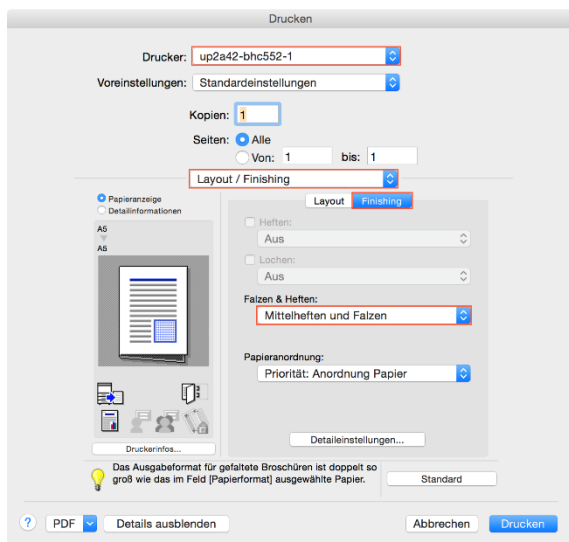 Drucken
Drucker: up2a42-bhc552-1
Voreinstellungen: Standardeinstellungen
Kopien: 1
Seiten: Alle
Von: 1 bis: 1
Layout / Finishing
Papieranzeige
Detailinformationen
A5
A5
Druckerinfos...
Layout Finishing
Heften:
Aus
Lochen:
Aus
Falzen & Heften:
Mittelheften und Falzen
Papieranordnung:
Priorität: Anordnung Papier
Detaileinstellungen...
Das Ausgabeformat für gefaltete Broschüren ist doppelt so
groß wie das im Feld [Papierformat] ausgewählte Papier.
Standard
? PDF Details ausblenden Abbrechen Drucken